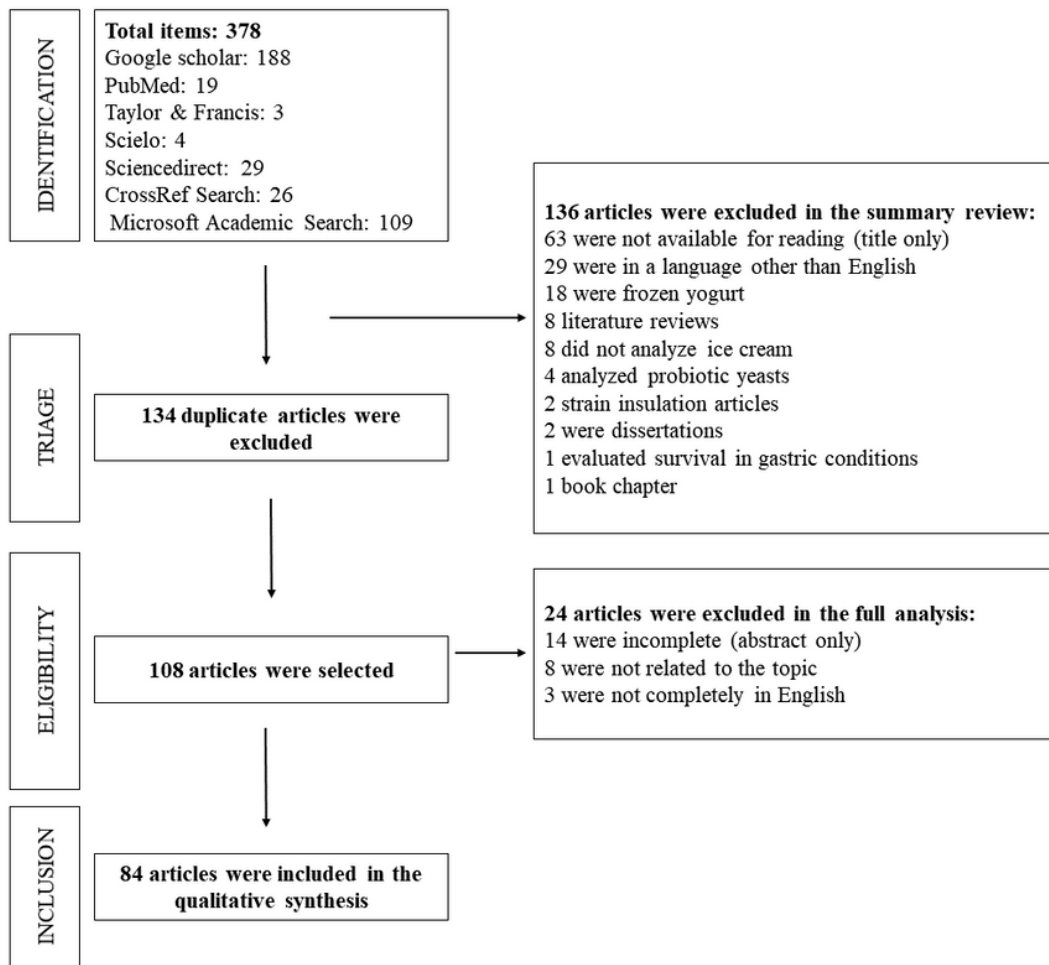 IDENTIFICATION
Total items: 378
Google scholar: 188
PubMed: 19
Taylor & Francis: 3
Scielo: 4
Sciencedirect: 29
CrossRef Search: 26
Microsoft Academic Search: 109
136 articles were excluded in the summary review:
63 were not available for reading (title only)
29 were in a language other than English
18 were frozen yogurt
8 literature reviews
8 did not analyze ice cream
4 analyzed probiotic yeasts
2 strain insulation articles
2 were dissertations
1 evaluated survival in gastric conditions
1 book chapter
TRIAGE
134 duplicate articles were
excluded
ELIGIBILITY
108 articles were selected
24 articles were excluded in the full analysis:
14 were incomplete (abstract only)
8 were not related to the topic
3 were not completely in English
INCLUSION
84 articles were included in the
qualitative synthesis